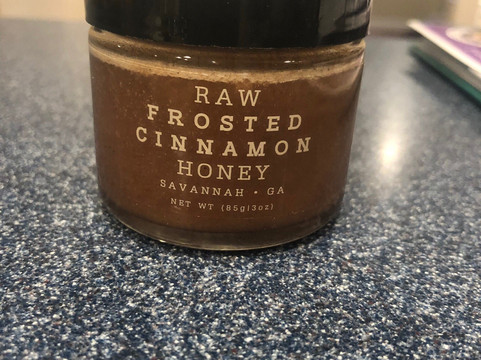 RAW
FROSTED
CINNAMON
HONEY
SAVANNAH • GA
NET WT (85g|3oz)